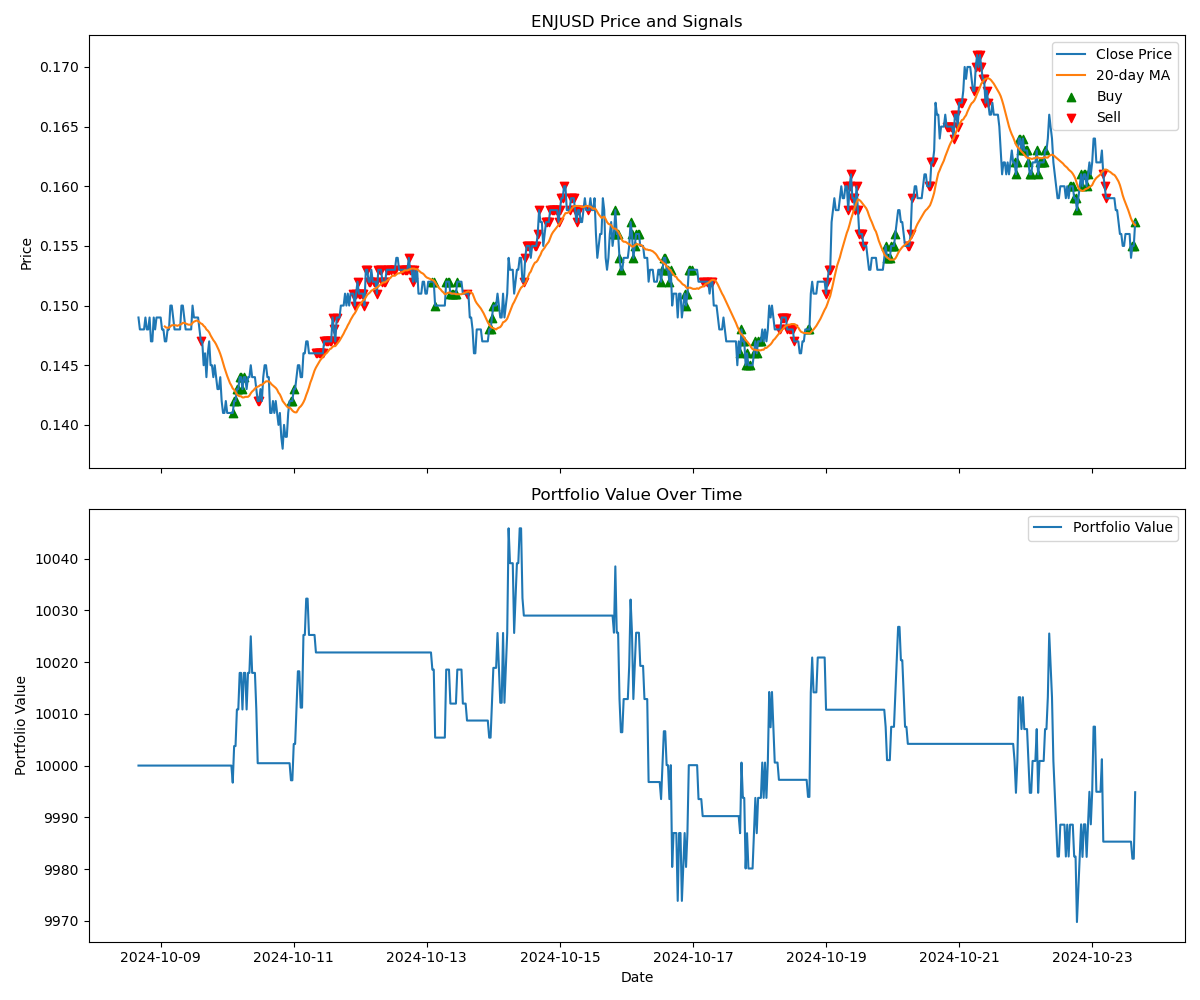 ENJUSD Price and Signals
Close Price
20-day MA
Buy
Sell
0.170
0.165
0.160
0.155
0.150
0.145
0.140
Price
Portfolio Value Over Time
Portfolio Value
10040
10030
10020
10010
10000
9990
9980
9970
Portfolio Value
2024-10-09 2024-10-11 2024-10-13 2024-10-15 2024-10-17 2024-10-19 2024-10-21 2024-10-23
Date